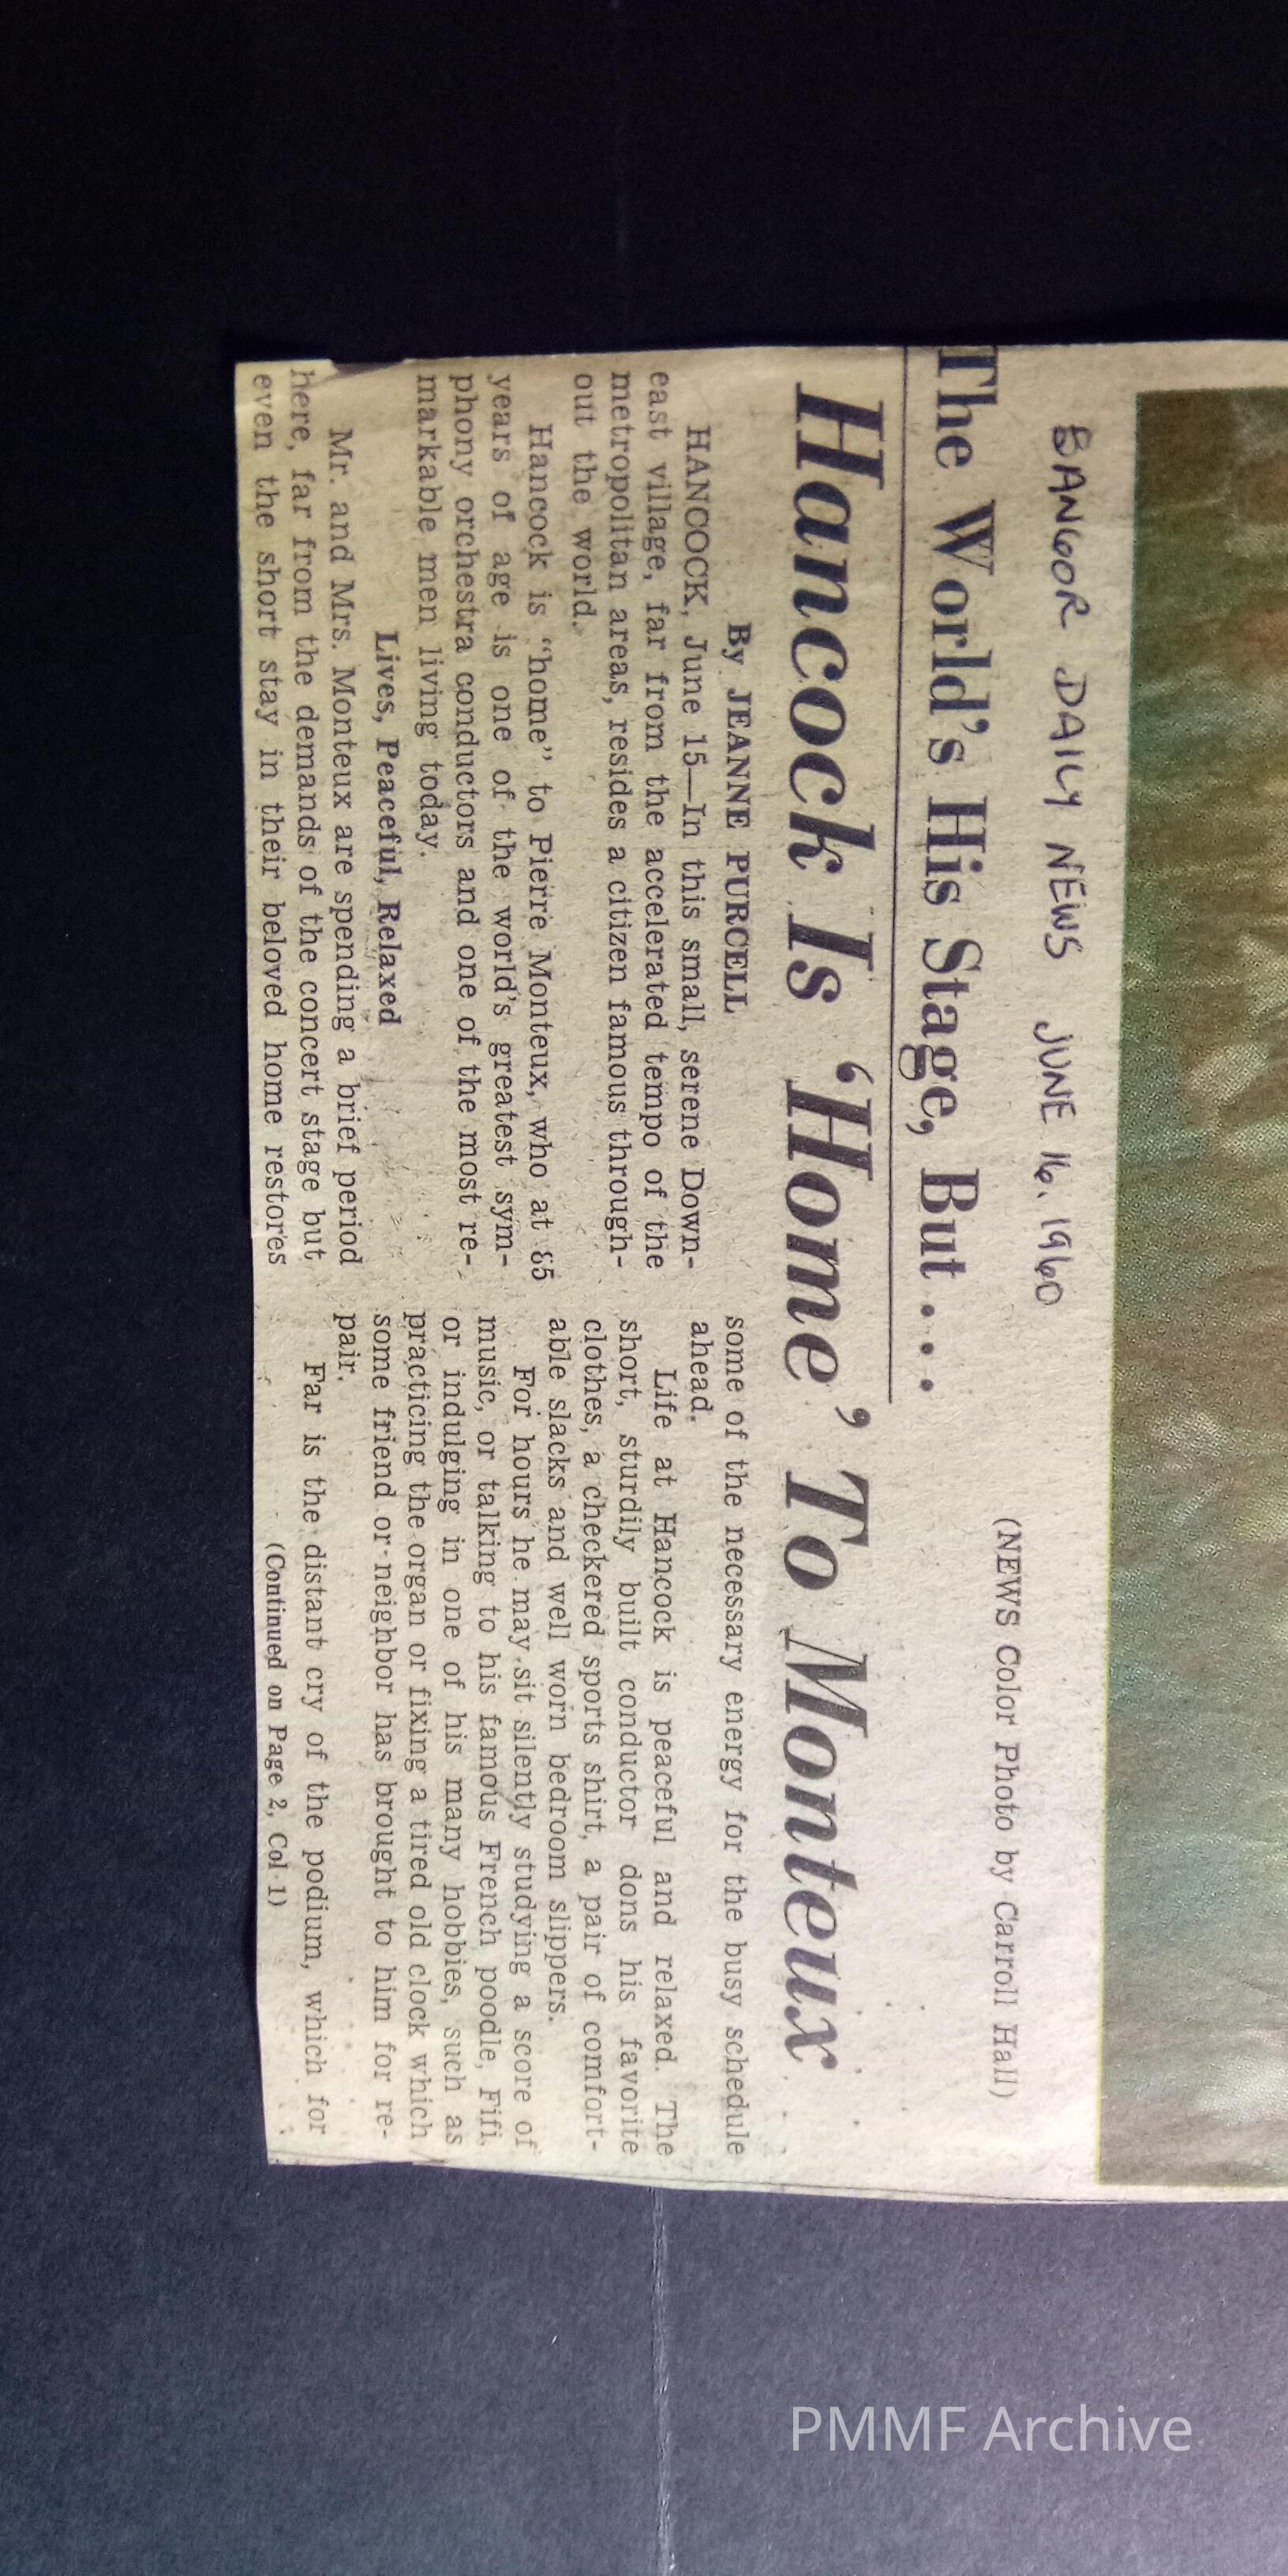 (NEWS Color Photo by Carroll Hall)
BANGOR DAILY NEWS JUNE 16, 1960
The World's His Stage, But . . .
Hancock Is 'Home' To Monteux
By JEANNE PURCELL
HANCOCK, June 15—In this small, serene Down-
east village, far from the accelerated tempo of the
metropolitan areas, resides a citizen famous through-
out the world.
Hancock is "home" to Pierre Monteux, who at 85
years of age is one of the world's greatest sym-
phony orchestra conductors and one of the most re-
markable men living today.
Lives, Peaceful, Relaxed
Mr. and Mrs. Monteux are spending a brief period
here, far from the demands of the concert stage but
even the short stay in their beloved home restores
some of the necessary energy for the busy schedule
ahead.
Life at Hancock is peaceful and relaxed. The
short, sturdily built conductor dons his favorite
clothes, a checkered sports shirt, a pair of comfort-
able slacks and well worn bedroom slippers.
For hours he may sit silently studying a score of
music, or talking to his famous French poodle, Fifi,
or indulging in one of his many hobbies, such as
practicing the organ or fixing a tired old clock which
some friend or neighbor has brought to him for re-
pair.
Far is the distant cry of the podium, which for
(Continued on Page 2, Col 1)
PMMF Archive